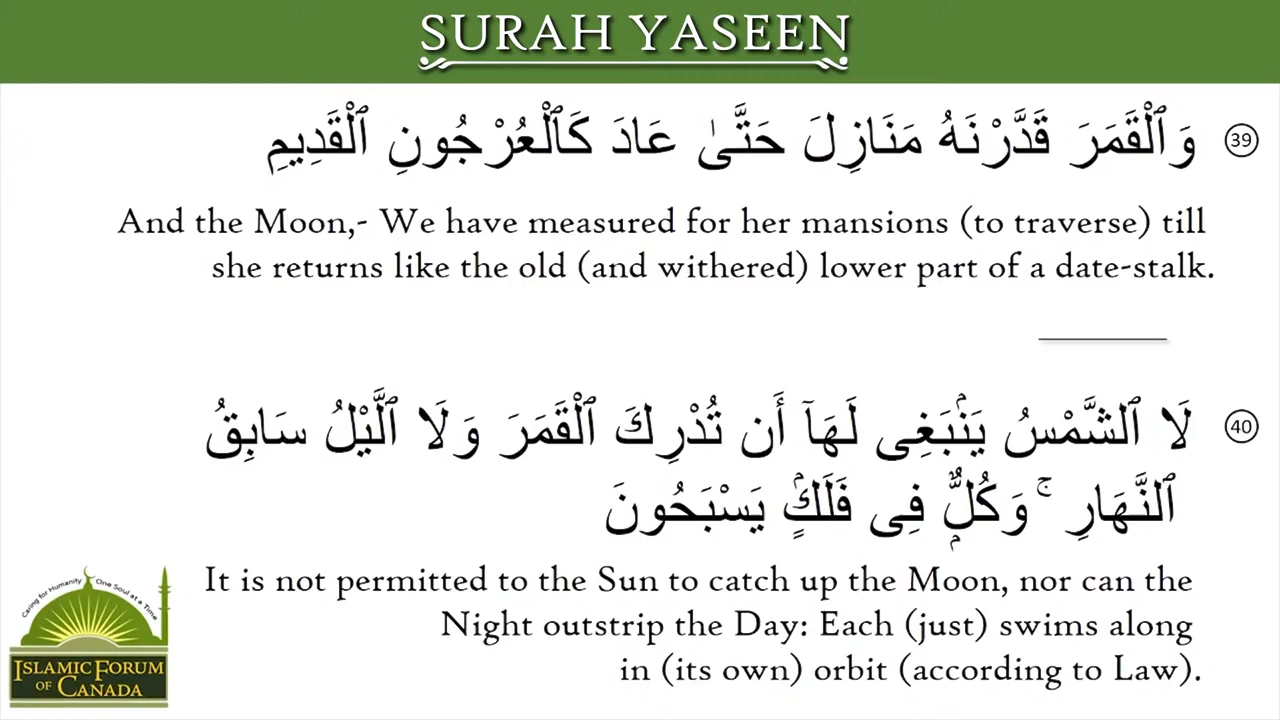 SURAH YASEEN
39
وَٱلْقَمَرَ قَدَّرْنَٰهُ مَنَازِلَ حَتَّىٰ عَادَ كَٱلْعُرْجُونِ ٱلْقَدِيمِ
And the Moon,- We have measured for her mansions (to traverse) till
she returns like the old (and withered) lower part of a date-stalk.
40
لَا ٱلشَّمْسُ يَنۢبَغِى لَهَآ أَن تُدْرِكَ ٱلْقَمَرَ وَلَا ٱلَّيْلُ سَابِقُ
ٱلنَّهَارِ ۚ وَكُلٌّۭ فِى فَلَكٍۢ يَسْبَحُونَ
It is not permitted to the Sun to catch up the Moon, nor can the
Night outstrip the Day: Each (just) swims along
in (its own) orbit (according to Law).
Caring for Humanity One Soul at a Time
ISLAMIC FORUM
OF CANADA